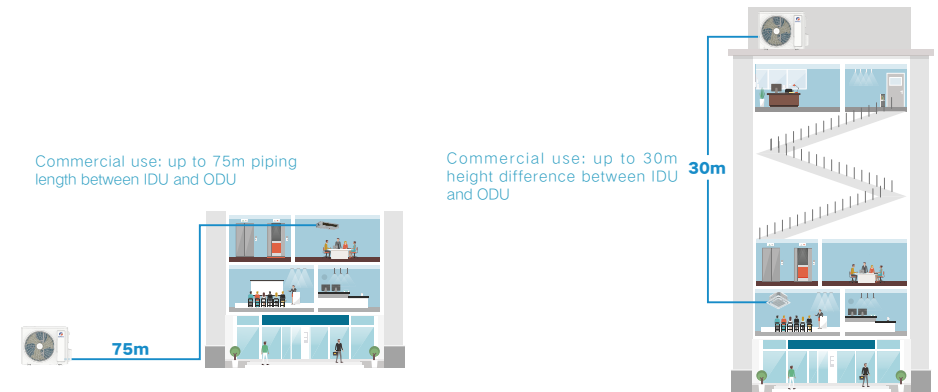 Commercial use: up to 75m piping
length between IDU and ODU
75m
Commercial use: up to 30m
height difference between IDU
and ODU
30m